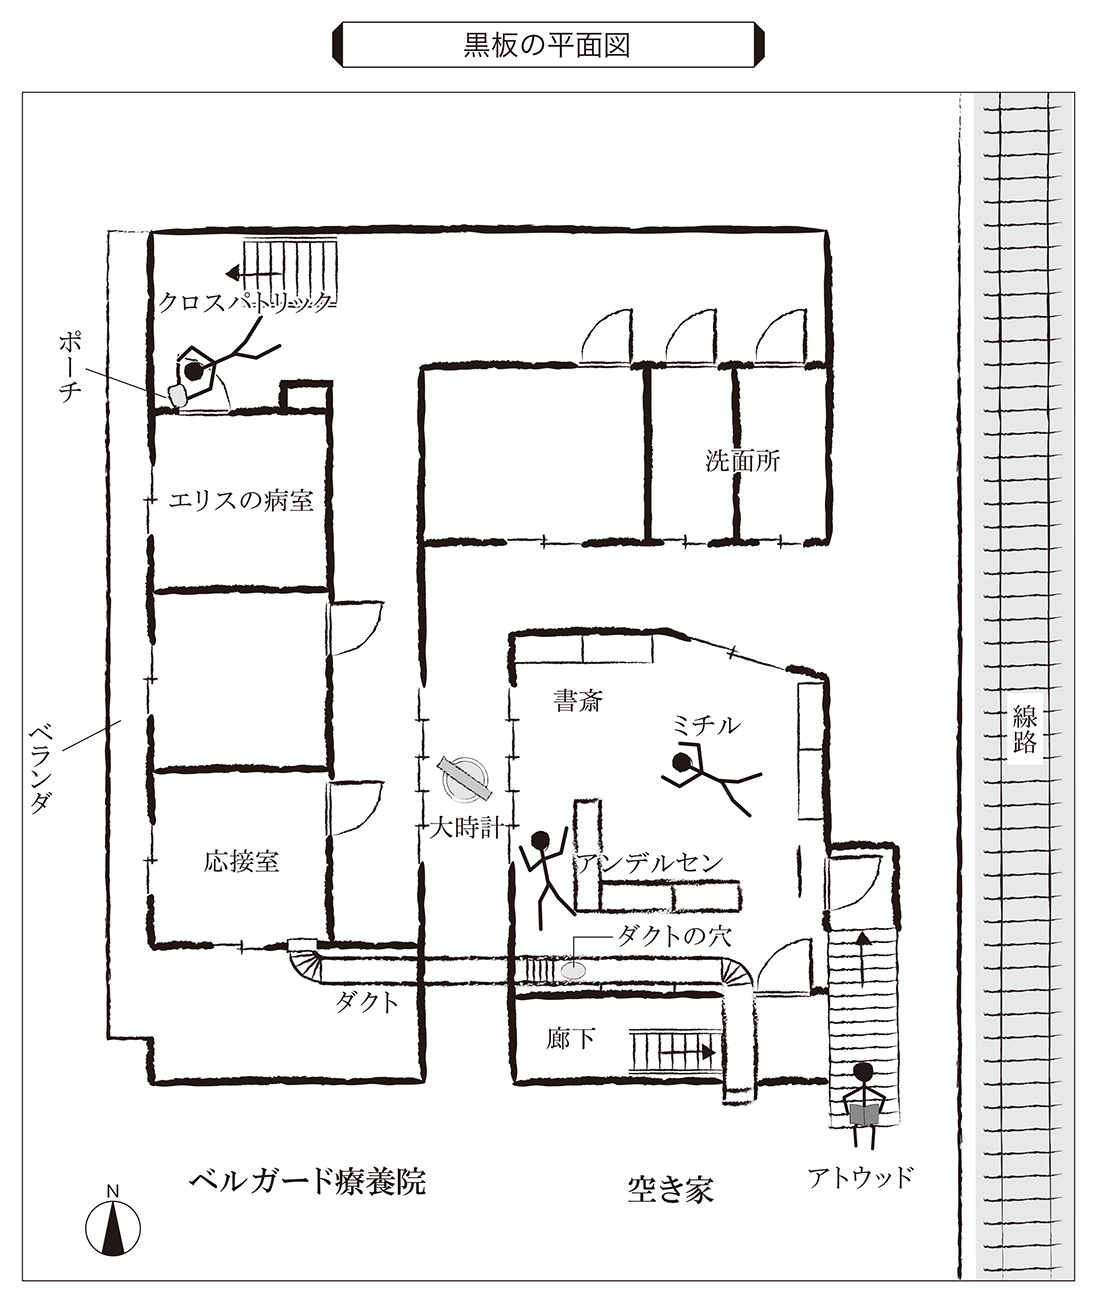 黒板の平面図
クロスパトリック
ポーチ
エリスの病室
洗面所
書斎
ミチル
線路
ベランダ
大時計
応接室
アンデルセン
ダクトの穴
ダクト
廊下
ベルガード療養院
空き家
アトウッド
N